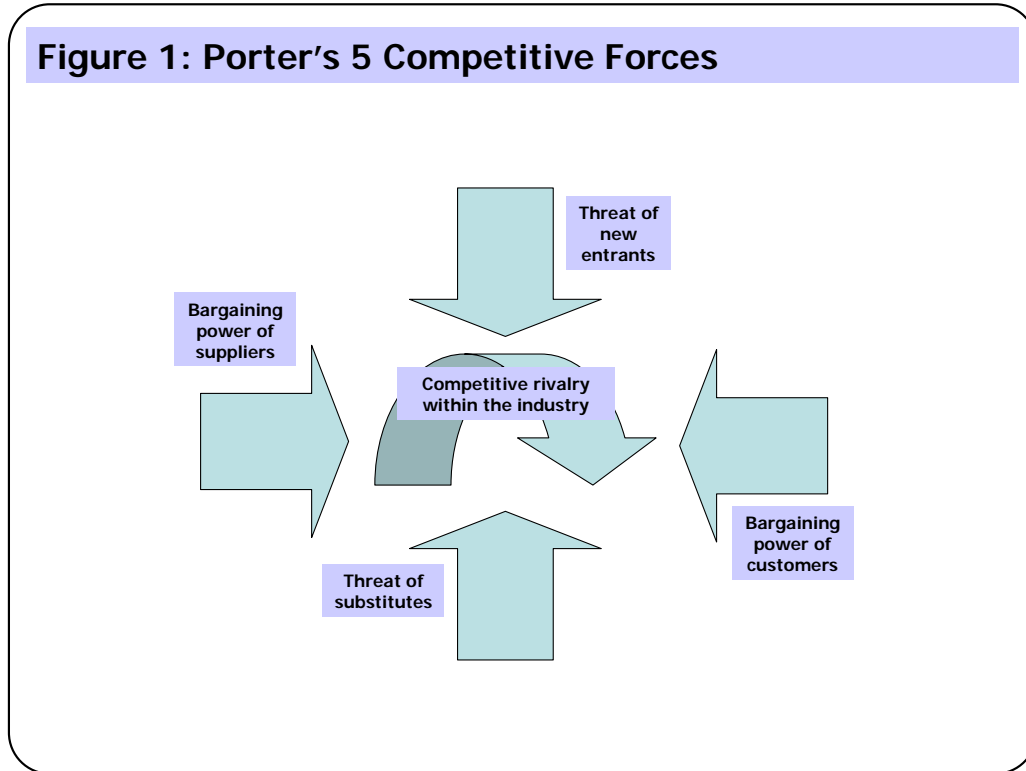 Figure 1: Porter's 5 Competitive Forces
Threat of
new
entrants
Bargaining
power of
suppliers
Competitive rivalry
within the industry
Bargaining
power of
customers
Threat of
substitutes